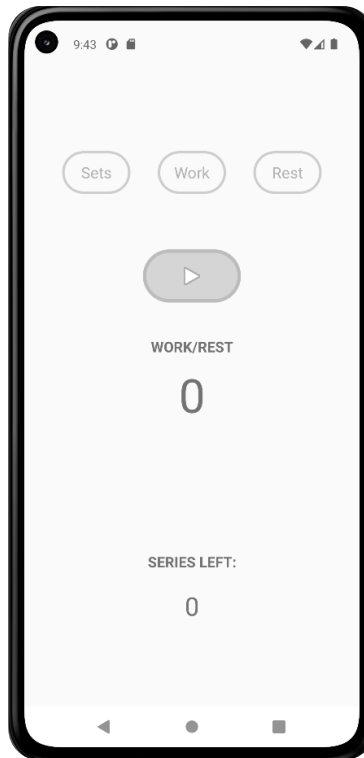 9:43
Sets Work Rest
WORK/REST
0
SERIES LEFT:
0